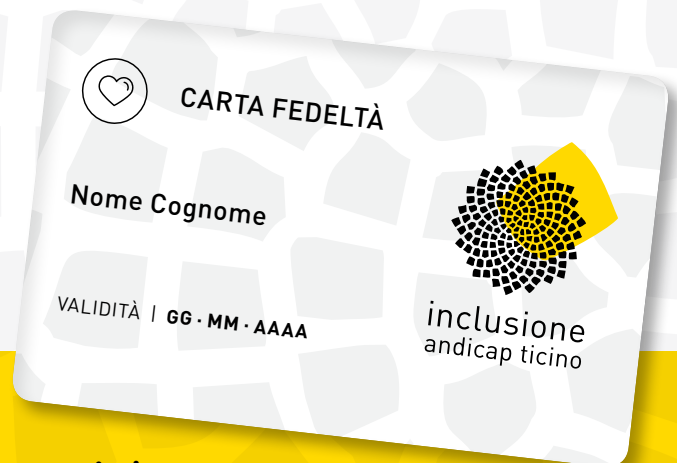 CARTA FEDELTÀ
Nome Cognome
VALIDITÀ | GG · MM · AAAA
inclusione
andicap ticino